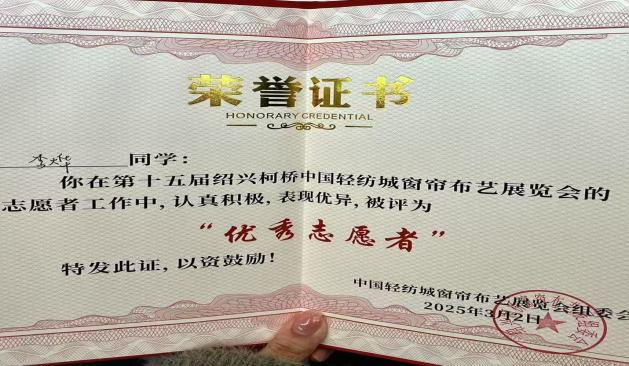 荣誉证书
HONORARY CREDENTIAL
李烨 同学：
你在第十五届绍兴柯桥中国轻纺城窗帘布艺展览会的
志愿者工作中，认真积极，表现优异，被评为
“优秀志愿者”
特发此证，以资鼓励！
中国轻纺城窗帘布艺展览会组委会
2025年3月2日